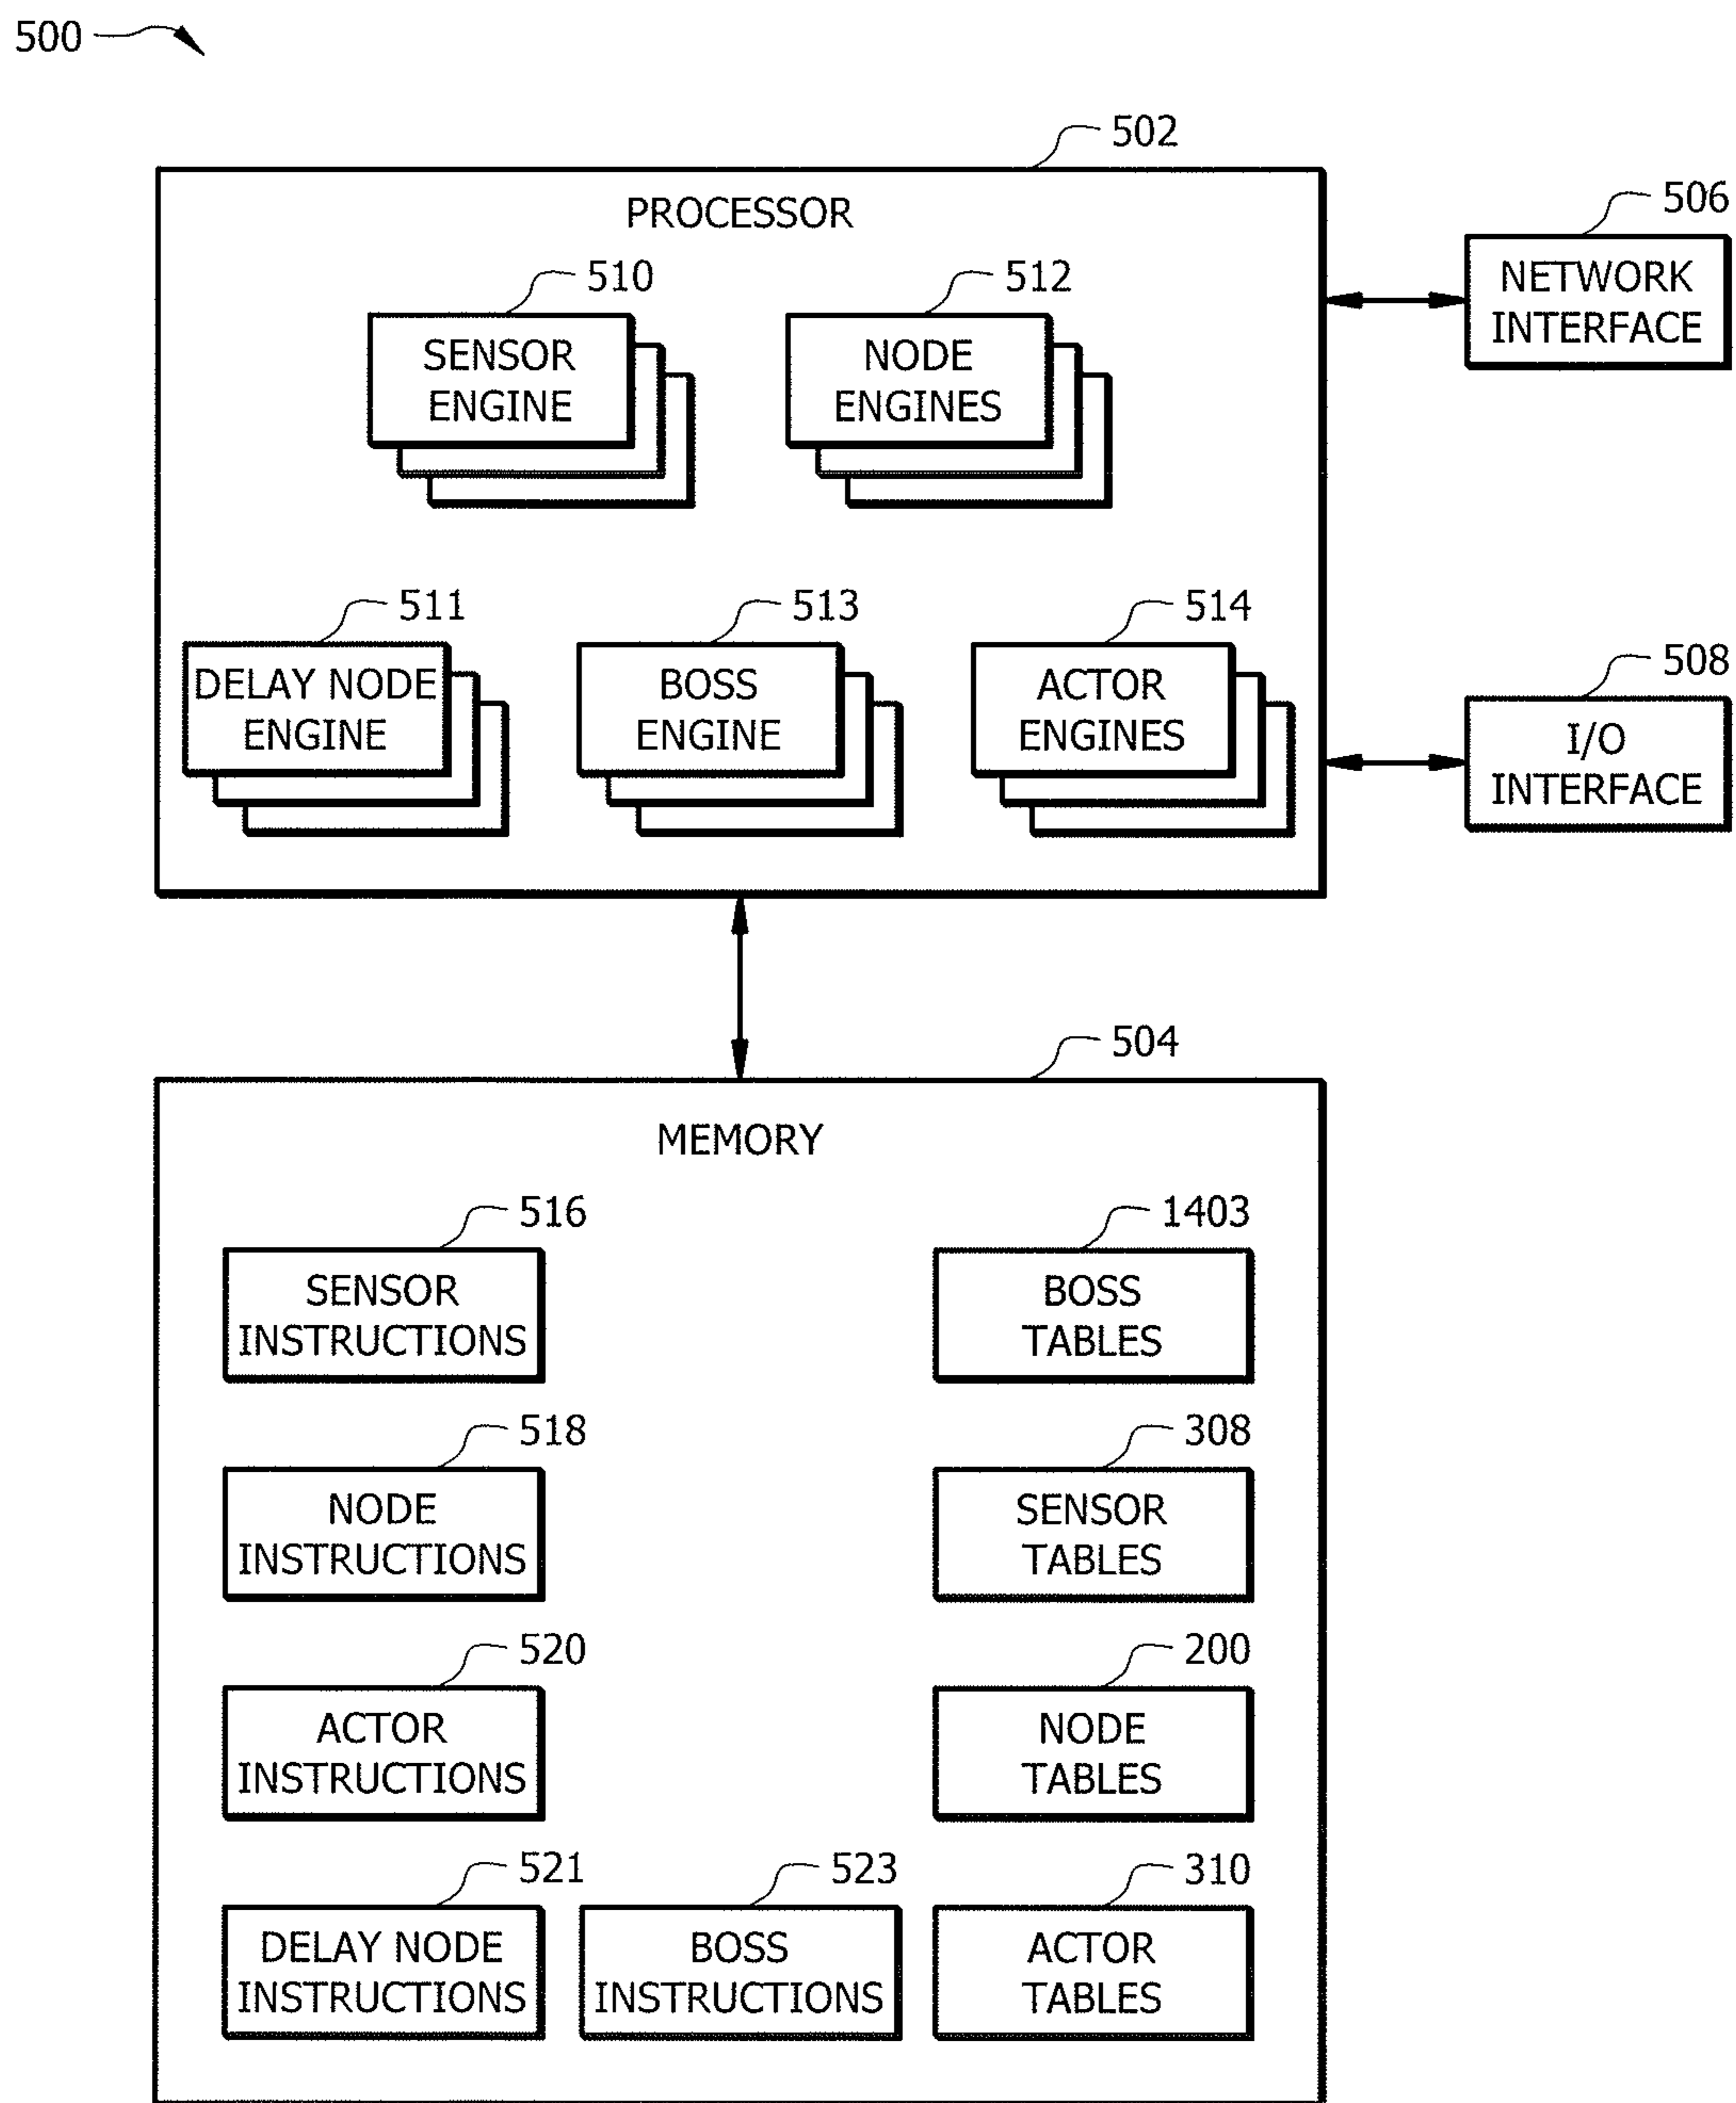 500
502
PROCESSOR
506
NETWORK
INTERFACE
510
SENSOR
ENGINE
512
NODE
ENGINES
511
DELAY NODE
ENGINE
513
BOSS
ENGINE
514
ACTOR
ENGINES
508
I/O
INTERFACE
504
MEMORY
516
SENSOR
INSTRUCTIONS
1403
BOSS
TABLES
518
NODE
INSTRUCTIONS
308
SENSOR
TABLES
520
ACTOR
INSTRUCTIONS
200
NODE
TABLES
521
DELAY NODE
INSTRUCTIONS
523
BOSS
INSTRUCTIONS
310
ACTOR
TABLES